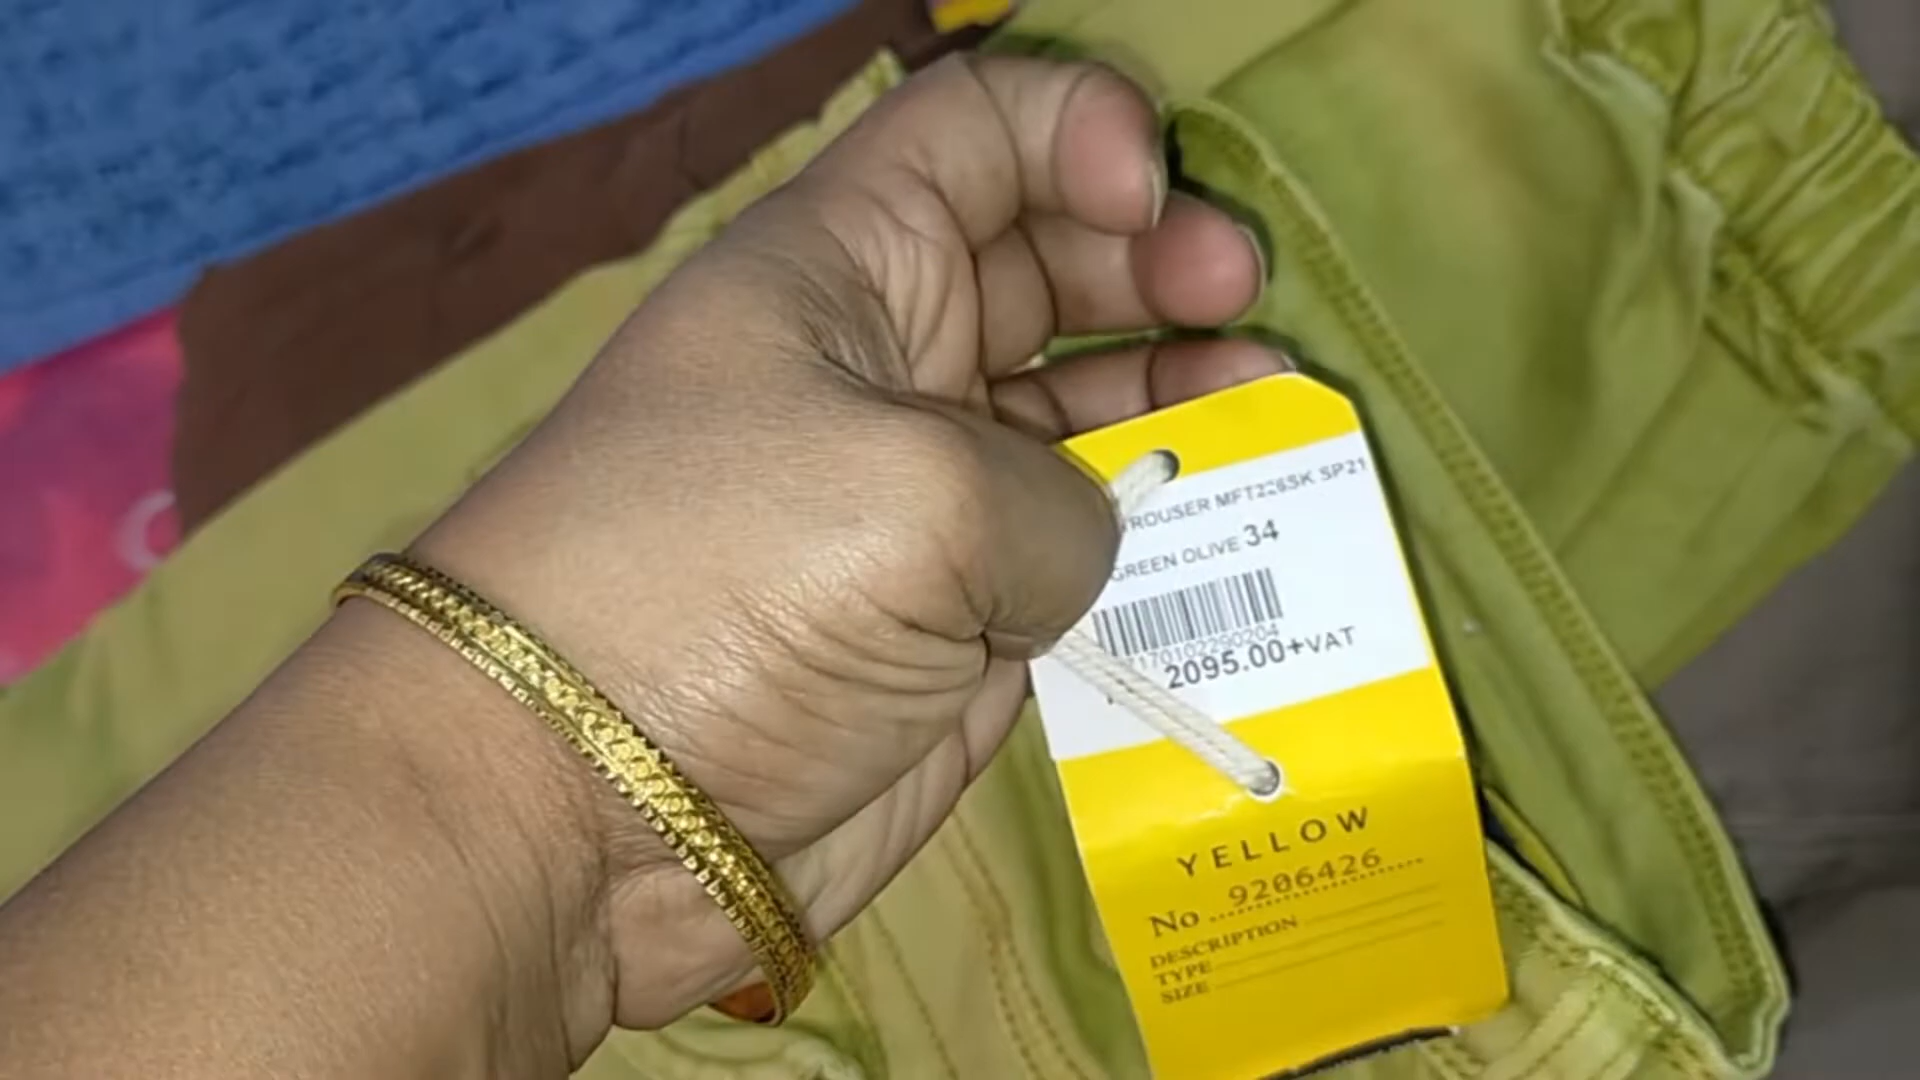 TROUSER MFT226SK SP21
GREEN OLIVE 34
2095.00+VAT
YELLOW
No 9206426
DESCRIPTION
TYPE
SIZE